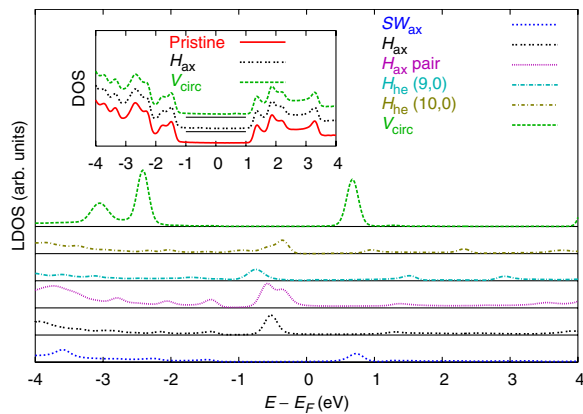 Pristine
H_ax
V_circ
DOS
-4 -3 -2 -1 0 1 2 3 4
SW_ax
H_ax
H_ax pair
H_he (9,0)
H_he (10,0)
V_circ
LDOS (arb. units)
-4 -3 -2 -1 0 1 2 3 4
E − E_F (eV)